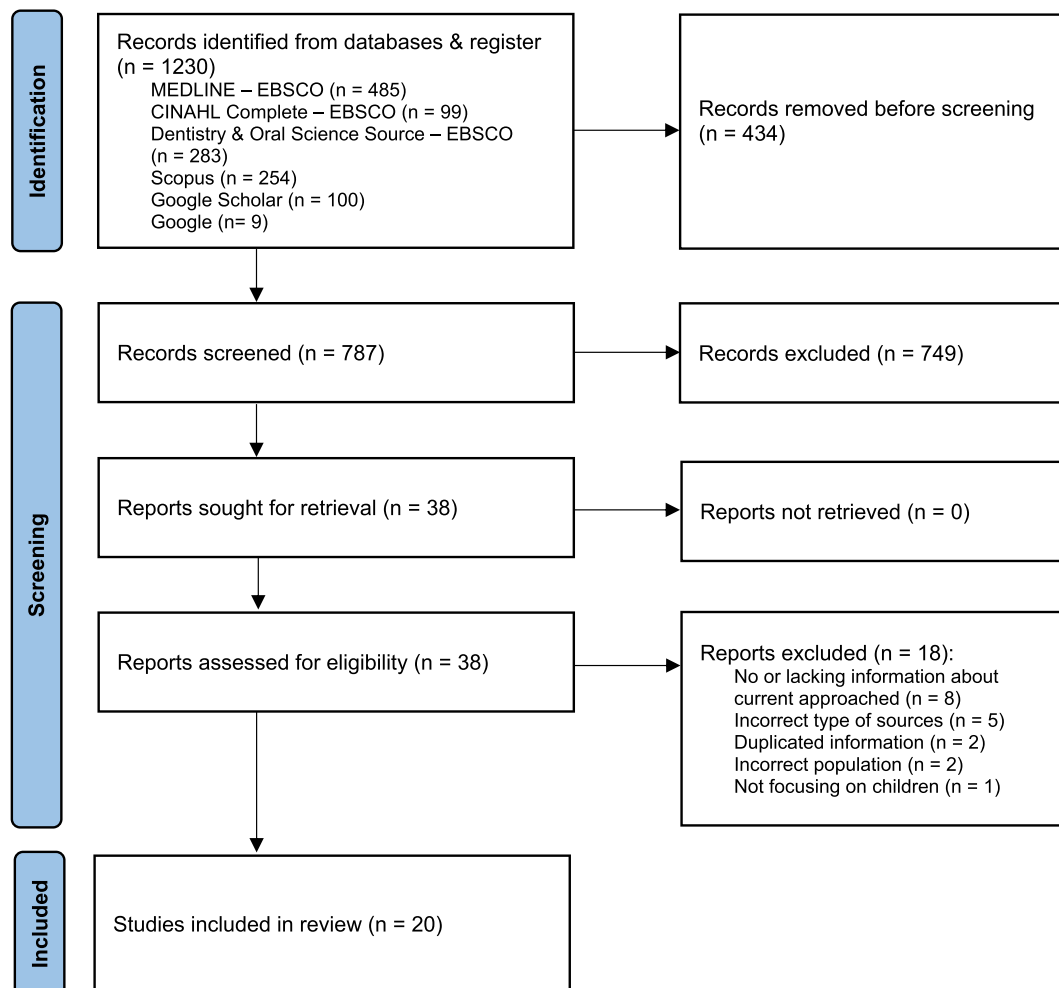 Identification
Records identified from databases & register
(n = 1230)
MEDLINE – EBSCO (n = 485)
CINAHL Complete – EBSCO (n = 99)
Dentistry & Oral Science Source – EBSCO
(n = 283)
Scopus (n = 254)
Google Scholar (n = 100)
Google (n= 9)
Records removed before screening
(n = 434)
Screening
Records screened (n = 787)
Records excluded (n = 749)
Reports sought for retrieval (n = 38)
Reports not retrieved (n = 0)
Reports assessed for eligibility (n = 38)
Reports excluded (n = 18):
No or lacking information about
current approached (n = 8)
Incorrect type of sources (n = 5)
Duplicated information (n = 2)
Incorrect population (n = 2)
Not focusing on children (n = 1)
Included
Studies included in review (n = 20)